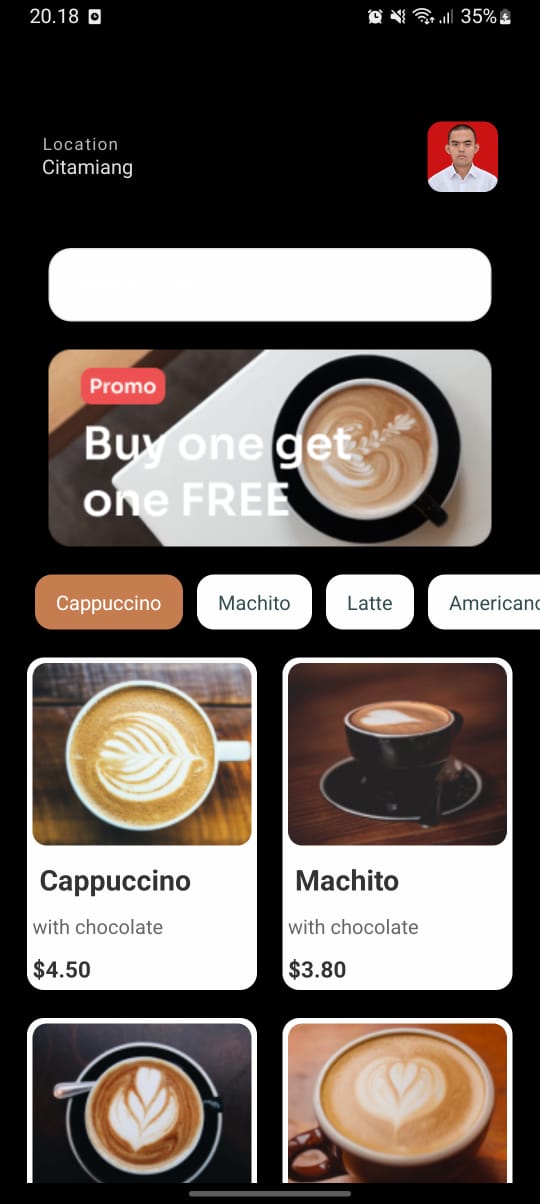 20.18
35%
Location
Citamiang
Promo
Buy one get
one FREE
Cappuccino Machito Latte Americano
Cappuccino Machito
with chocolate with chocolate
$4.50 $3.80